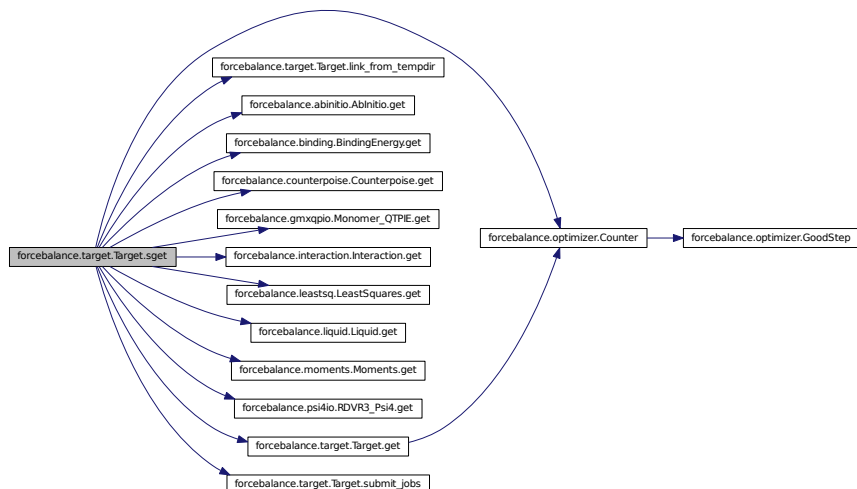 forcebalance.target.Target.link_from_tempdir
forcebalance.abinitio.AbInitio.get
forcebalance.binding.BindingEnergy.get
forcebalance.counterpoise.Counterpoise.get
forcebalance.gmxqpio.Monomer_QTPIE.get
forcebalance.optimizer.Counter
forcebalance.optimizer.GoodStep
forcebalance.target.Target.sget
forcebalance.interaction.Interaction.get
forcebalance.leastsq.LeastSquares.get
forcebalance.liquid.Liquid.get
forcebalance.moments.Moments.get
forcebalance.psi4io.RDVR3_Psi4.get
forcebalance.target.Target.get
forcebalance.target.Target.submit_jobs